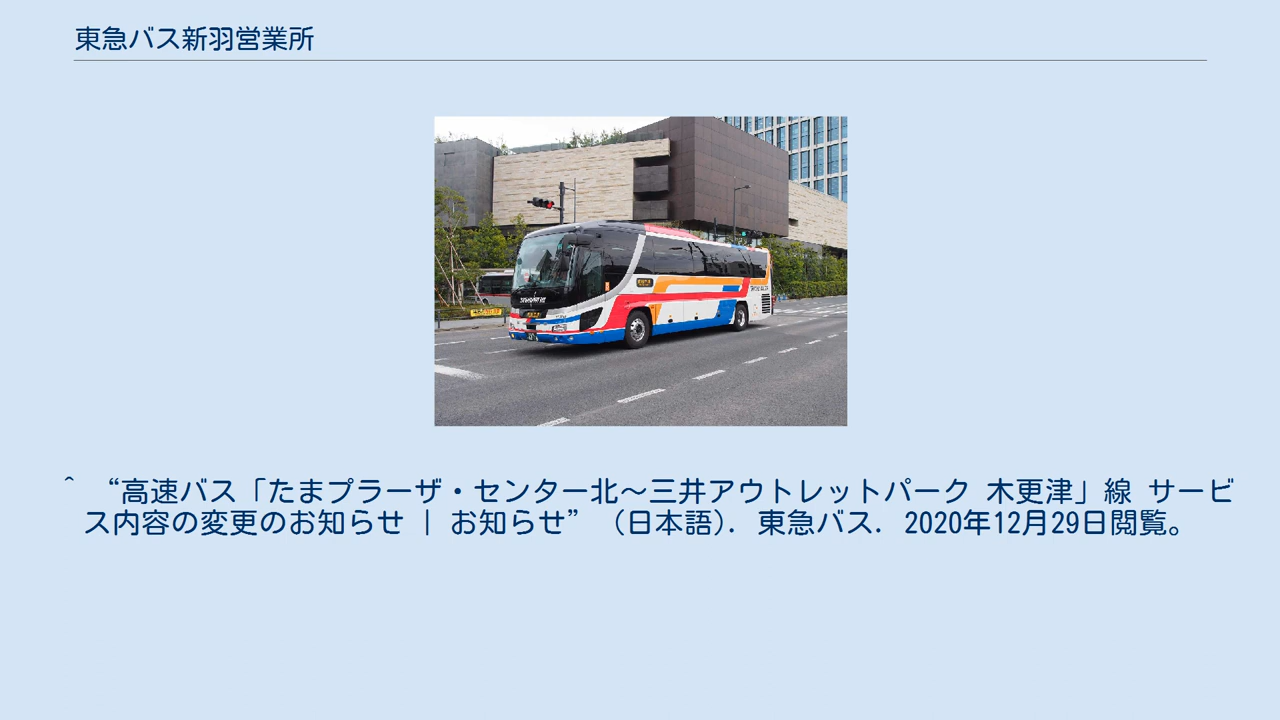 東急バス新羽営業所
^ “高速バス「たまプラーザ・センター北～三井アウトレットパーク 木更津」線 サービ
ス内容の変更のお知らせ | お知らせ” (日本語). 東急バス. 2020年12月29日閲覧。